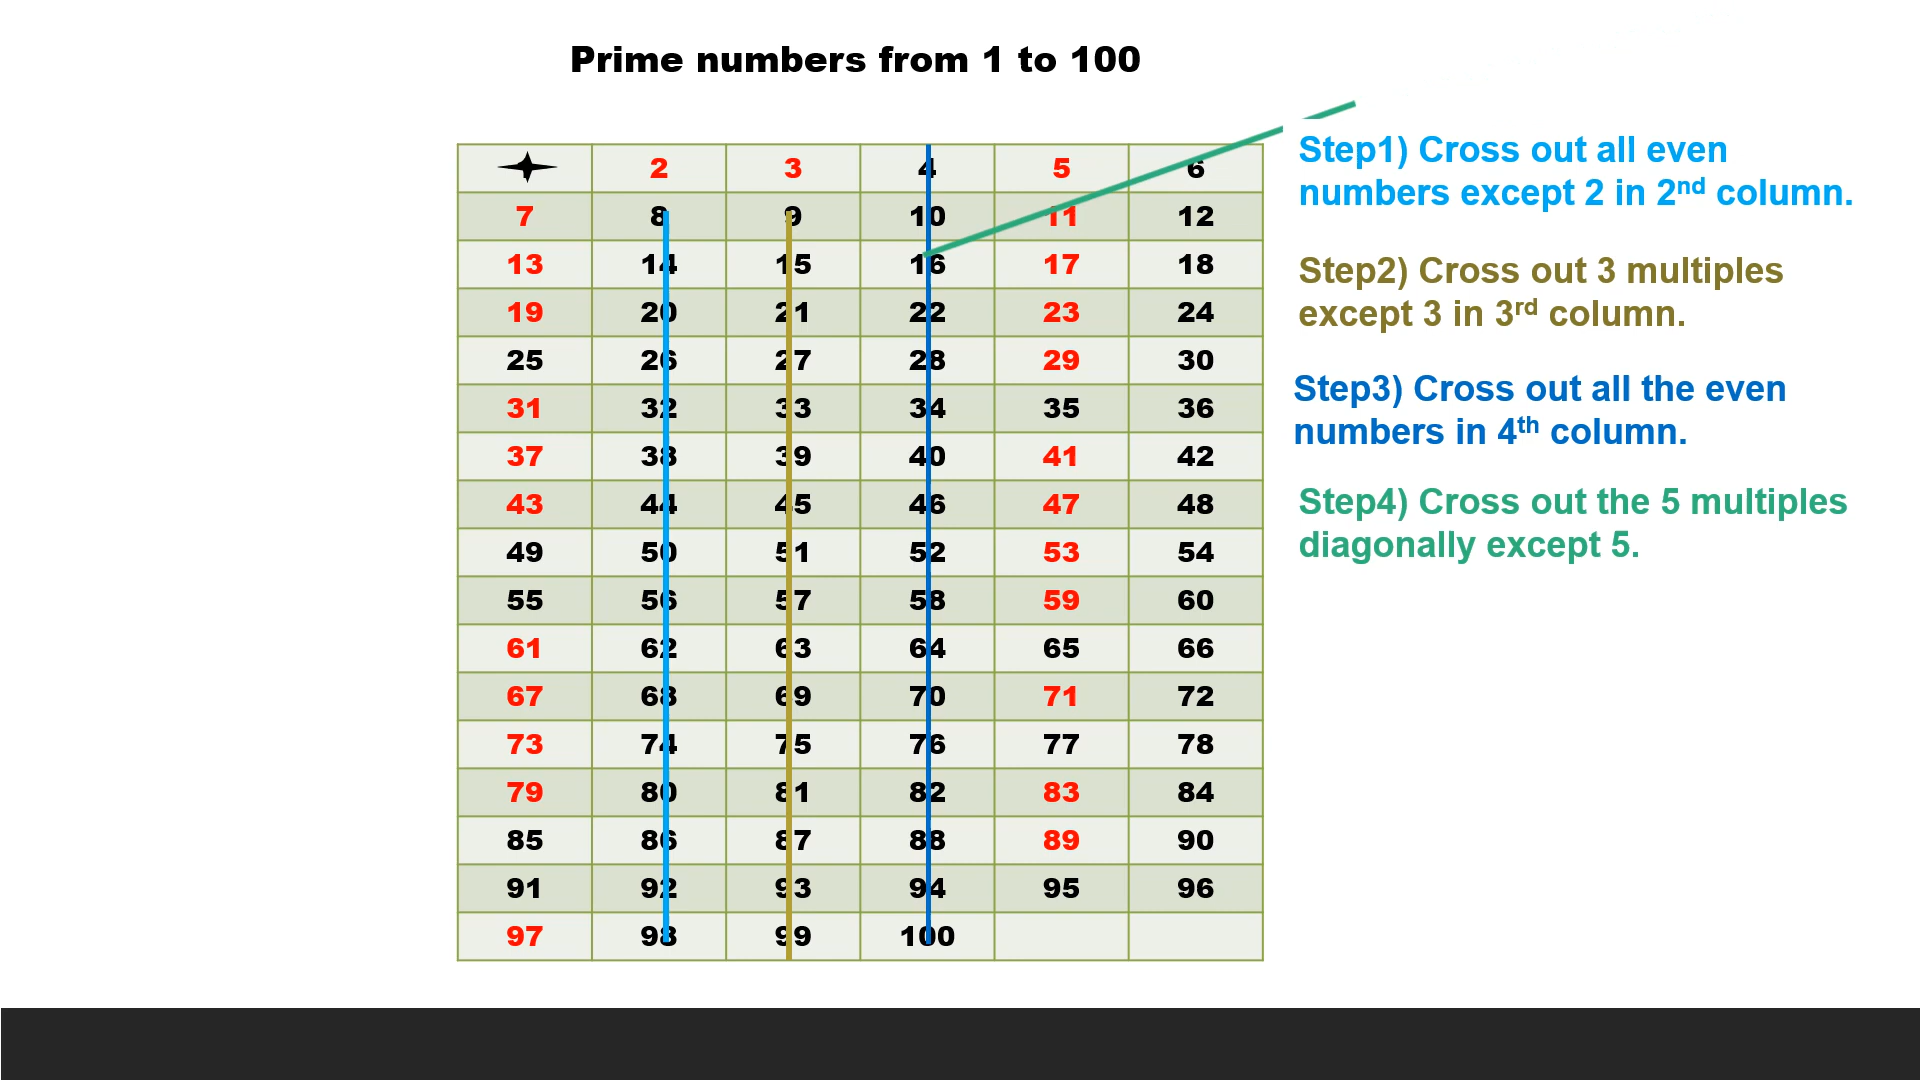 Prime numbers from 1 to 100
2 3 4 5 6
7 8 9 10 11 12
13 14 15 16 17 18
19 20 21 22 23 24
25 26 27 28 29 30
31 32 33 34 35 36
37 38 39 40 41 42
43 44 45 46 47 48
49 50 51 52 53 54
55 56 57 58 59 60
61 62 63 64 65 66
67 68 69 70 71 72
73 74 75 76 77 78
79 80 81 82 83 84
85 86 87 88 89 90
91 92 93 94 95 96
97 98 99 100
Step1) Cross out all even
numbers except 2 in 2nd column.
Step2) Cross out 3 multiples
except 3 in 3rd column.
Step3) Cross out all the even
numbers in 4th column.
Step4) Cross out the 5 multiples
diagonally except 5.